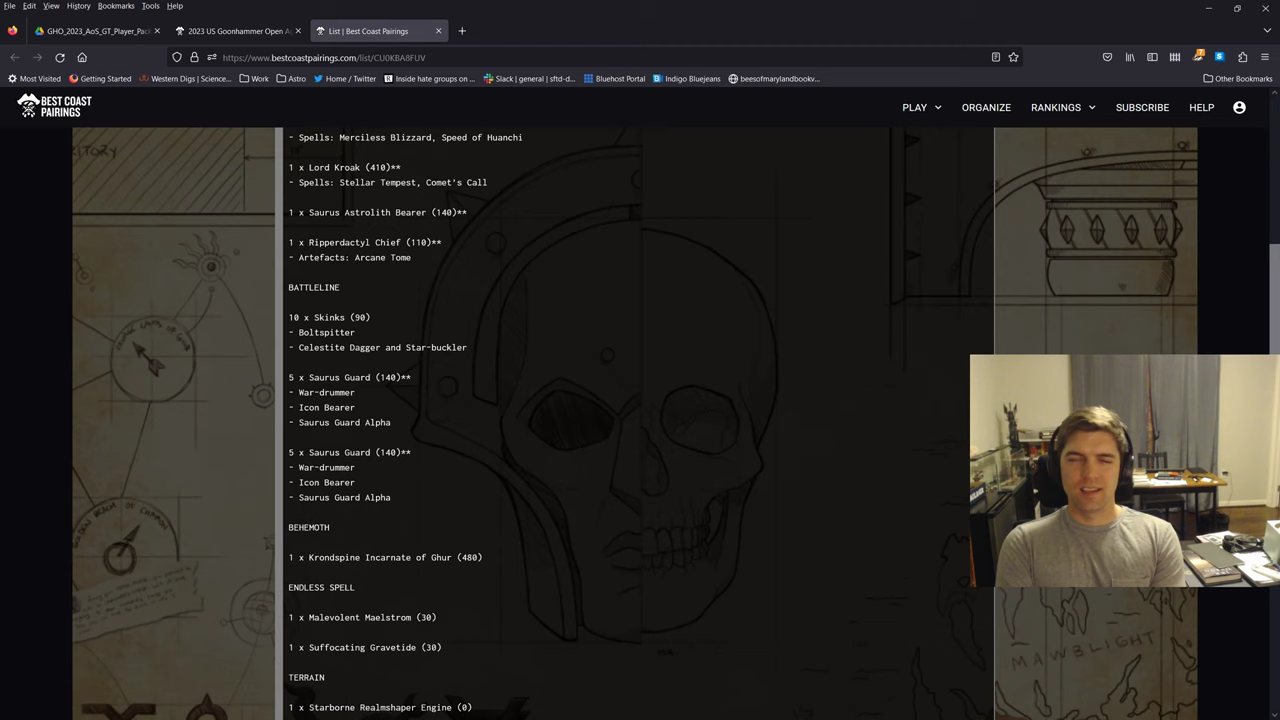 File Edit View History Bookmarks Tools Help
GHO_2023_AoS_GT_Player_Pack
2023 US Goonhammer Open A
List | Best Coast Pairings
https://www.bestcoastpairings.com/list/CU0KBA8FUV
Most Visited Getting Started Western Digs | Science... Work Astro Home / Twitter Inside hate groups on ... Slack | general | sftd-d... Bluehost Portal Indigo Bluejeans beesofmarylandbookv... Other Bookmarks
BEST COAST
PAIRINGS
PLAY ORGANIZE RANKINGS SUBSCRIBE HELP
- Spells: Merciless Blizzard, Speed of Huanchi
1 x Lord Kroak (410)**
- Spells: Stellar Tempest, Comet's Call
1 x Saurus Astrolith Bearer (140)**
1 x Ripperdactyl Chief (110)**
- Artefacts: Arcane Tome
BATTLELINE
10 x Skinks (90)
- Boltspitter
- Celestite Dagger and Star-buckler
5 x Saurus Guard (140)**
- War-drummer
- Icon Bearer
- Saurus Guard Alpha
5 x Saurus Guard (140)**
- War-drummer
- Icon Bearer
- Saurus Guard Alpha
BEHEMOTH
1 x Krondspine Incarnate of Ghur (480)
ENDLESS SPELL
1 x Malevolent Maelstrom (30)
1 x Suffocating Gravetide (30)
TERRAIN
1 x Starborne Realmshaper Engine (0)
MAWBLIGHT